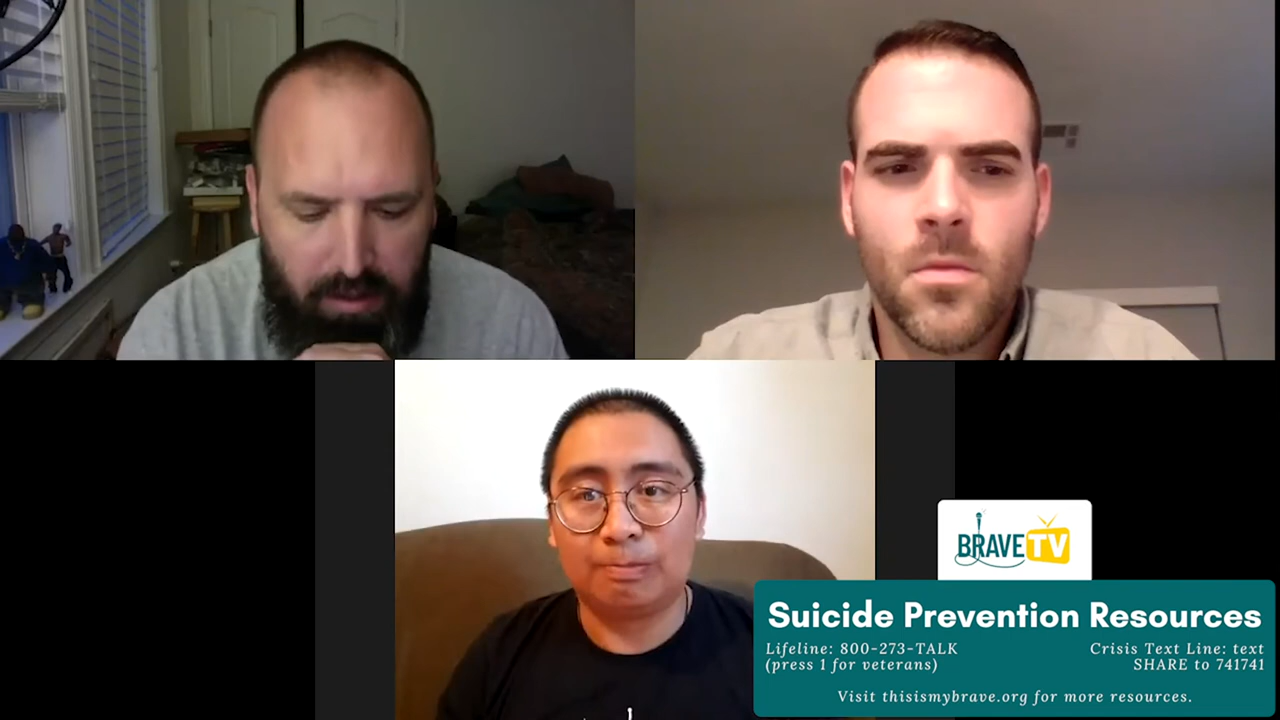 BRAVE TV
Suicide Prevention Resources
Lifeline: 800-273-TALK
(press 1 for veterans)
Crisis Text Line: text
SHARE to 741741
Visit thisismybrave.org for more resources.